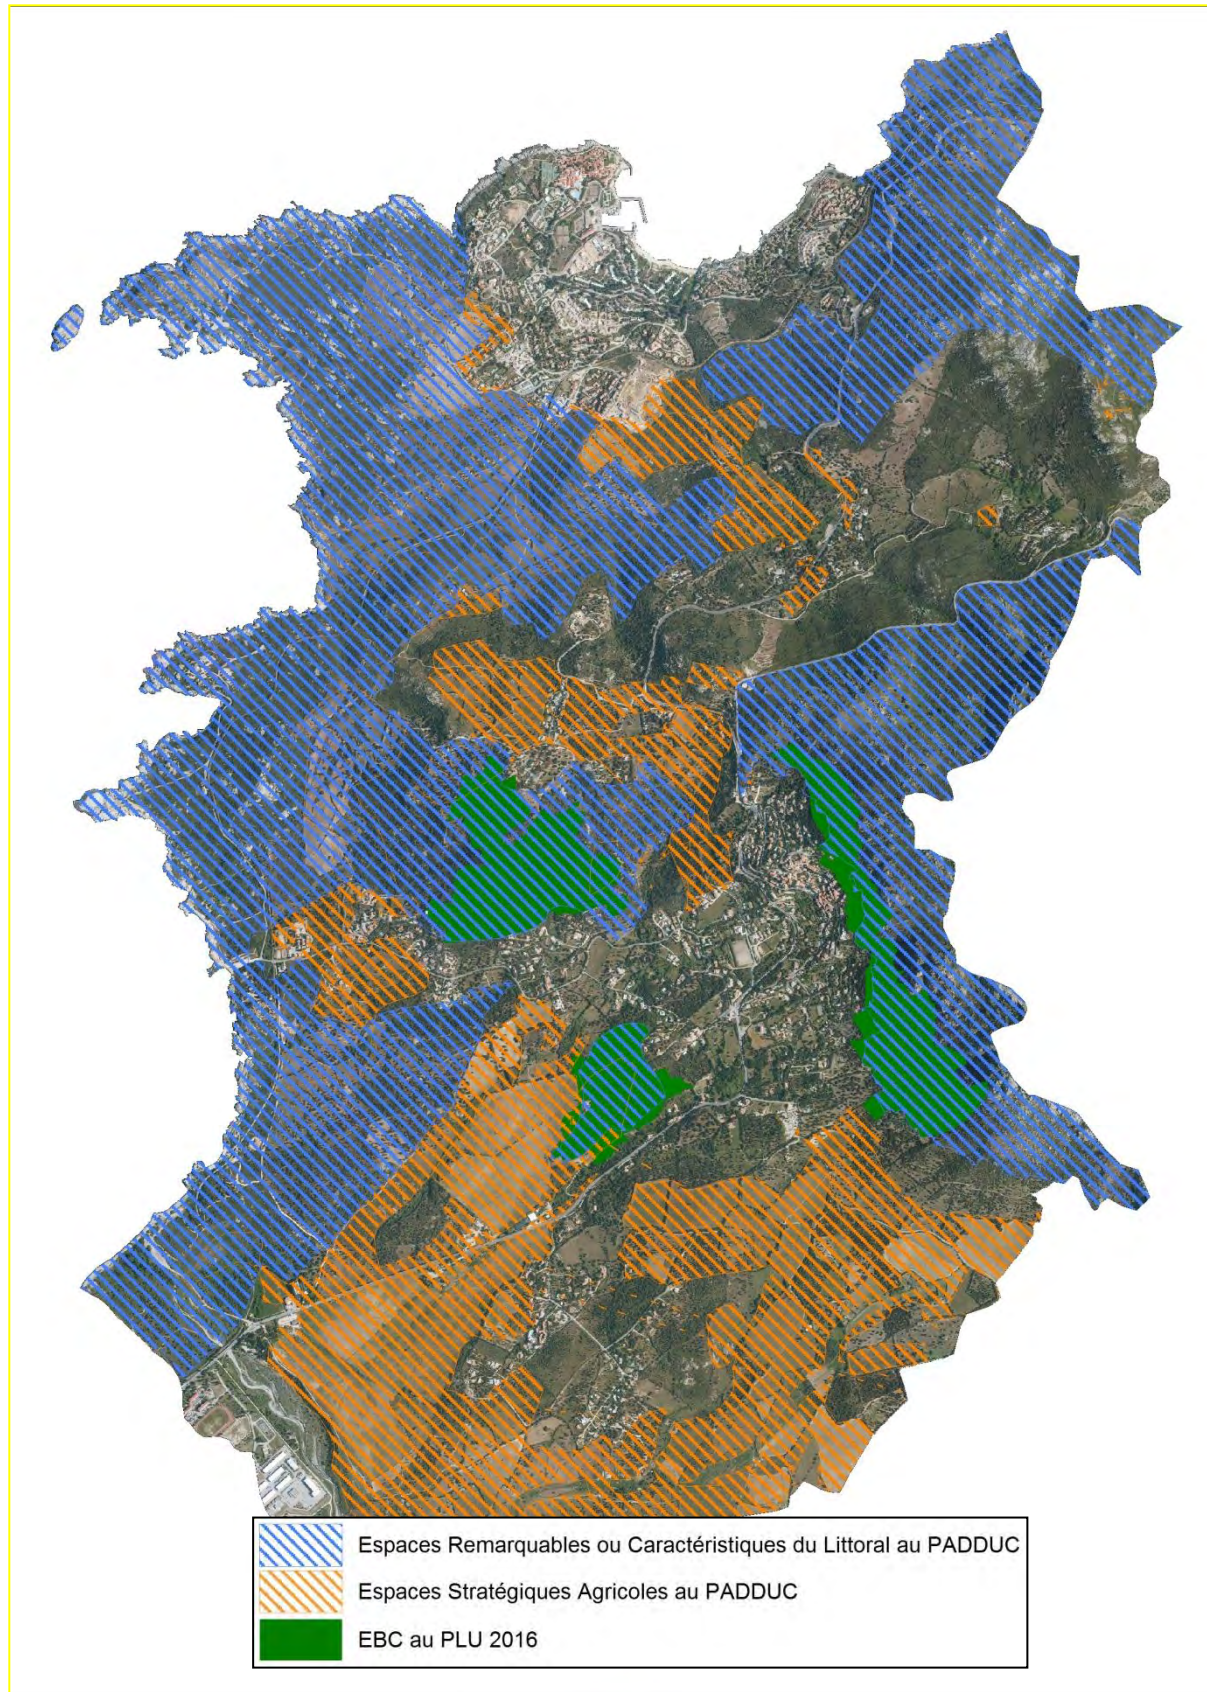 Espaces Remarquables ou Caractéristiques du Littoral au PADDUC
Espaces Stratégiques Agricoles au PADDUC
EBC au PLU 2016